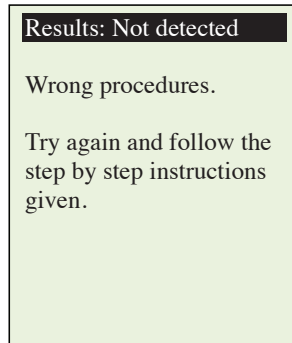 Results: Not detected
Wrong procedures.
Try again and follow the
step by step instructions
given.